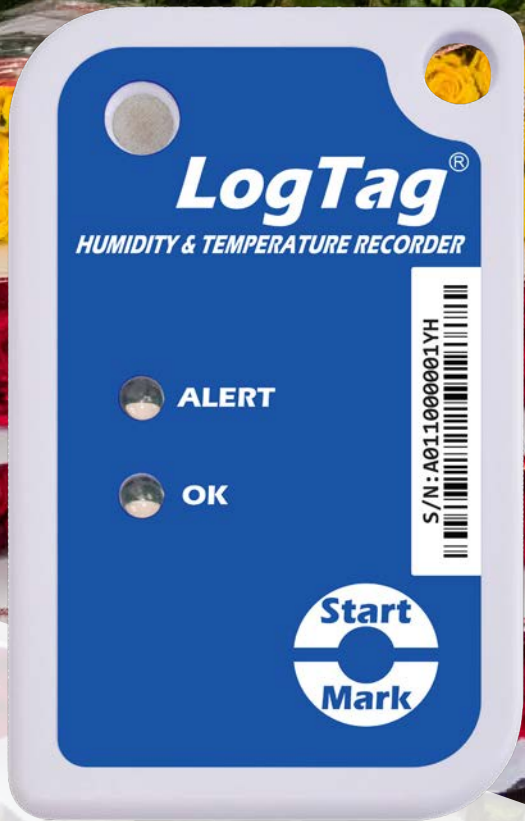 LogTag®
HUMIDITY & TEMPERATURE RECORDER
S/N:A011000001YH
ALERT
OK
Start
Mark